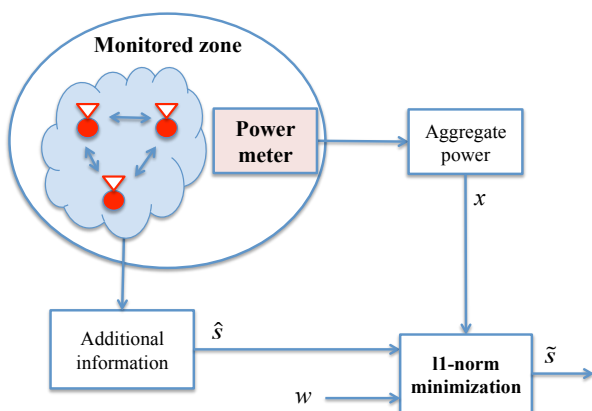 Monitored zone
Power
meter
Aggregate
power
x
Additional
information
ŝ
l1-norm
minimization
s̃
w